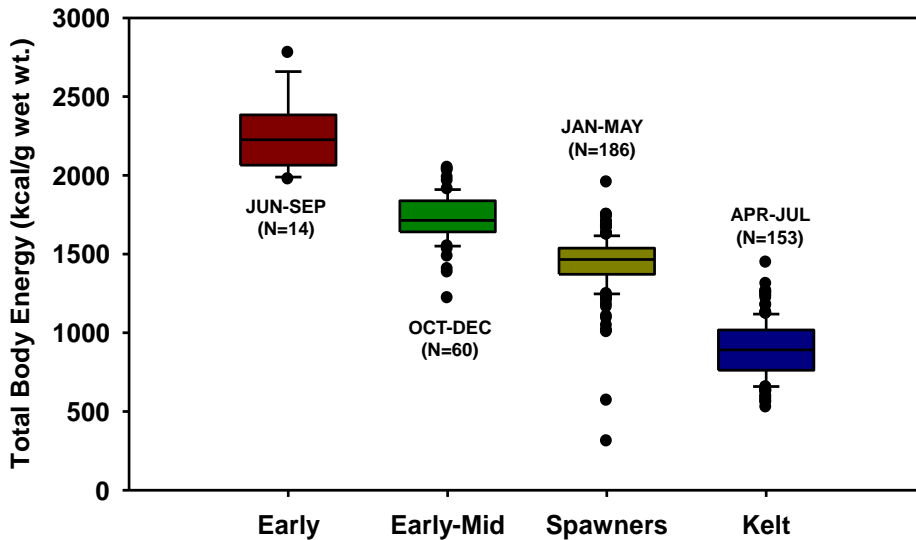 Total Body Energy (kcal/g wet wt.)
3000
2500
2000
1500
1000
500
0
JUN-SEP
(N=14)
OCT-DEC
(N=60)
JAN-MAY
(N=186)
APR-JUL
(N=153)
Early
Early-Mid
Spawners
Kelt